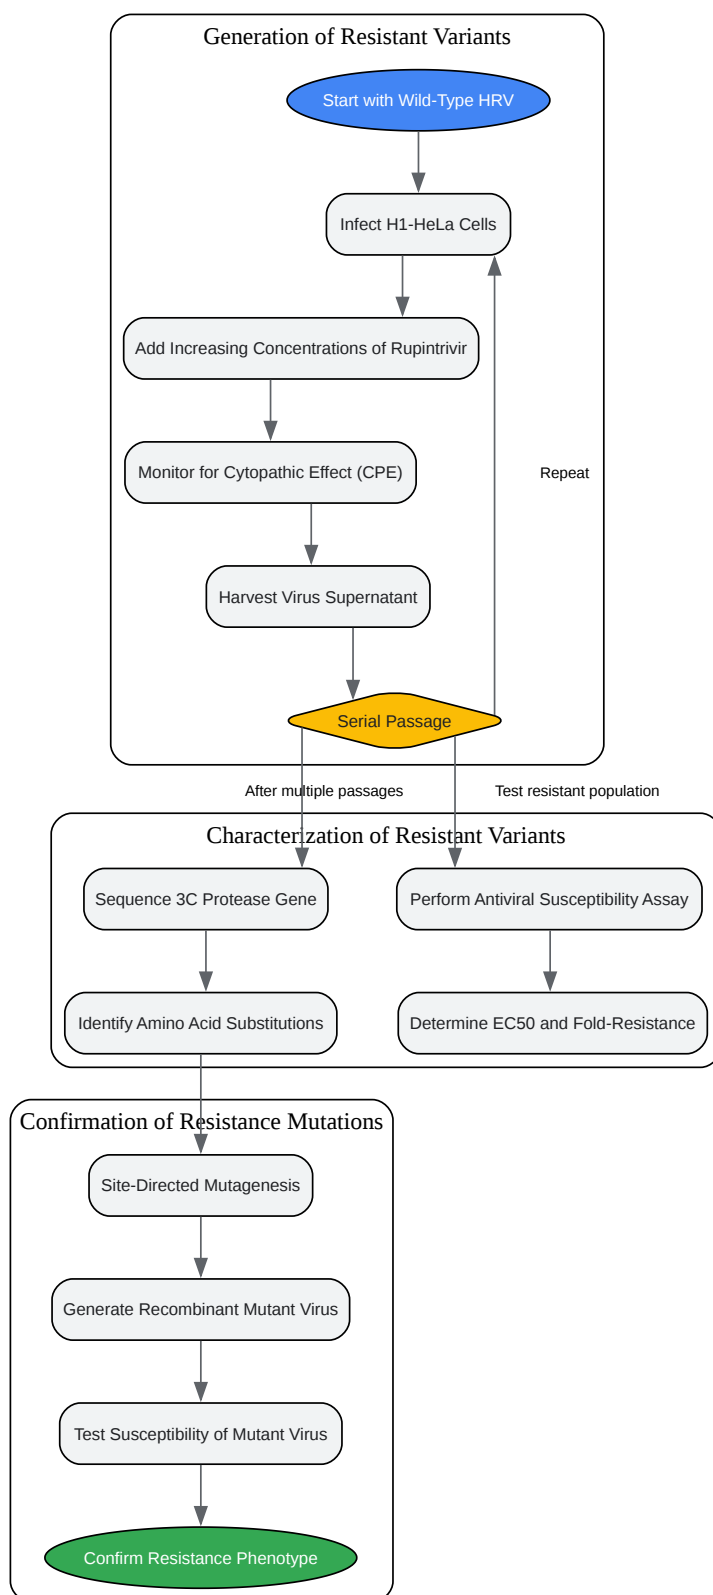 Generation of Resistant Variants
Start with Wild-Type HRV
Infect H1-HeLa Cells
Add Increasing Concentrations of Rupintrivir
Monitor for Cytopathic Effect (CPE)
Repeat
Harvest Virus Supernatant
Serial Passage
After multiple passages
Test resistant population
Characterization of Resistant Variants
Sequence 3C Protease Gene
Perform Antiviral Susceptibility Assay
Identify Amino Acid Substitutions
Determine EC50 and Fold-Resistance
Confirmation of Resistance Mutations
Site-Directed Mutagenesis
Generate Recombinant Mutant Virus
Test Susceptibility of Mutant Virus
Confirm Resistance Phenotype